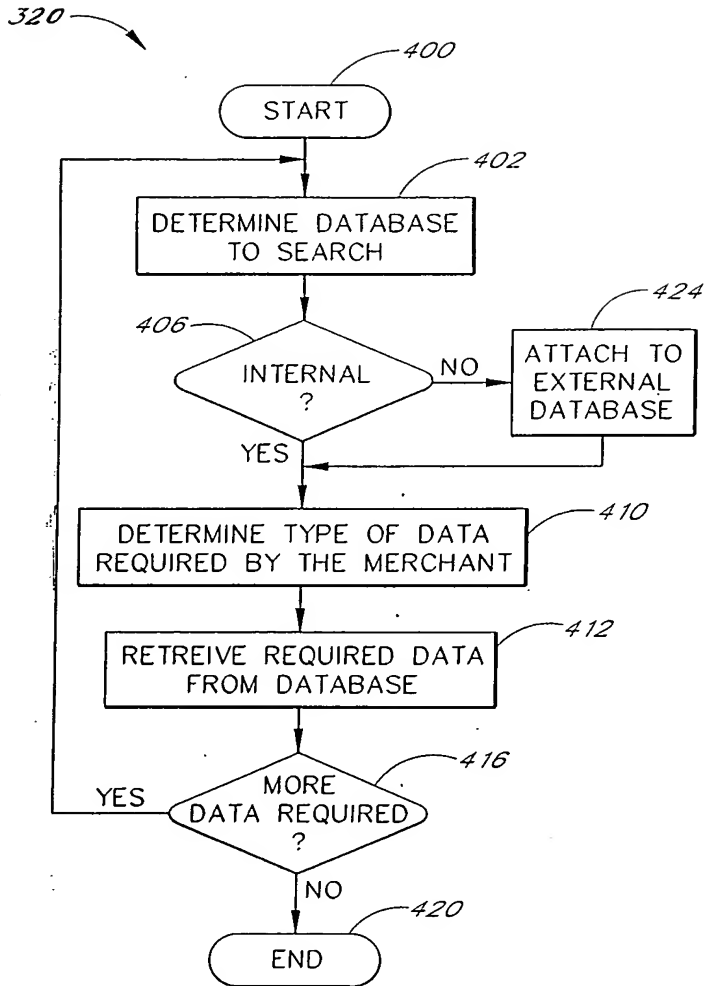 320
400
START
402
DETERMINE DATABASE
TO SEARCH
406
INTERNAL
?
NO
424
ATTACH TO
EXTERNAL
DATABASE
YES
410
DETERMINE TYPE OF DATA
REQUIRED BY THE MERCHANT
412
RETREIVE REQUIRED DATA
FROM DATABASE
416
MORE
DATA REQUIRED
?
YES
NO
420
END